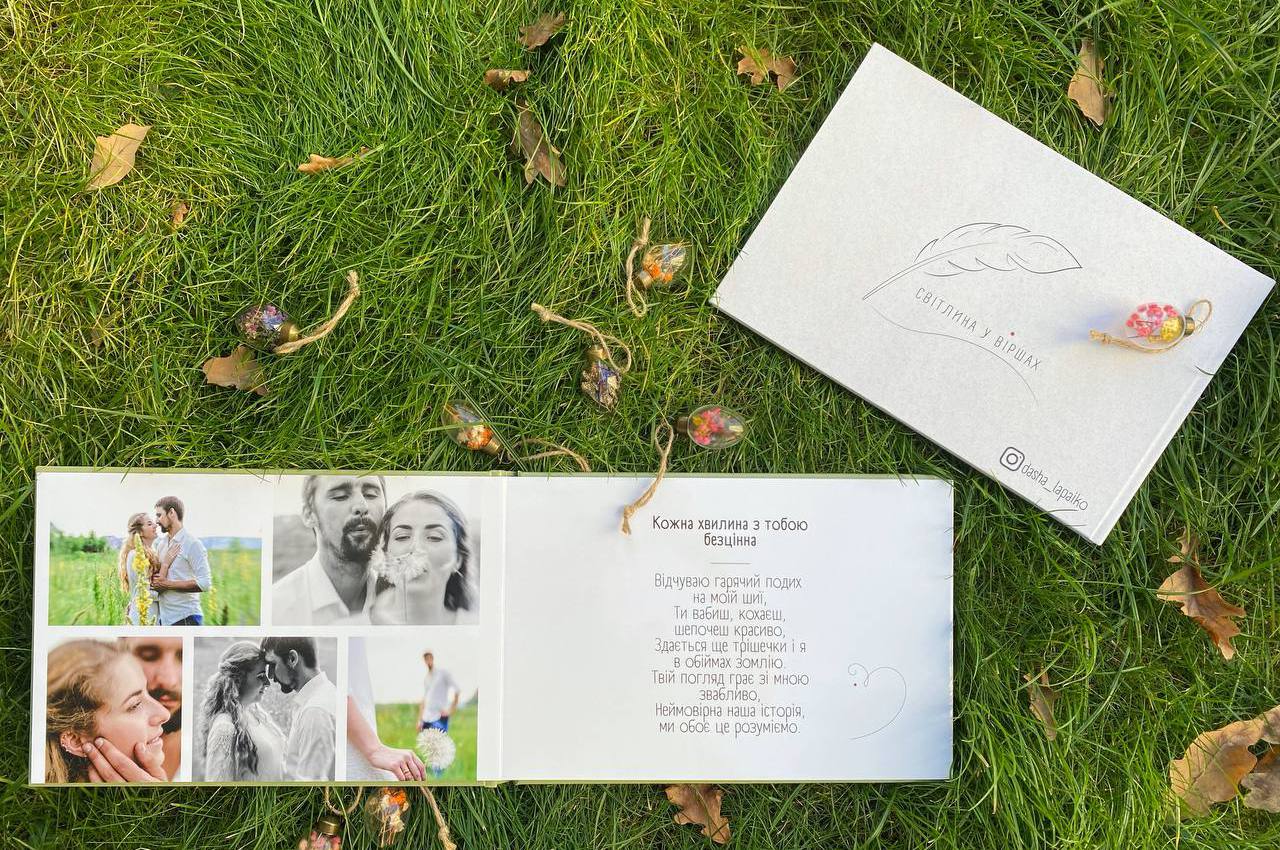 СВІТЛИНА У ВІРШАХ
dasha_lapaiko
Кожна хвилина з тобою
безцінна
Відчуваю гарячий подих
на моїй шиї,
Ти вабиш, кохаєш,
шепочеш красиво,
Здається ще трішечки і я
в обіймах зомлію.
Твій погляд грає зі мною
звабливо,
Неймовірна наша історія,
ми обоє це розуміємо.